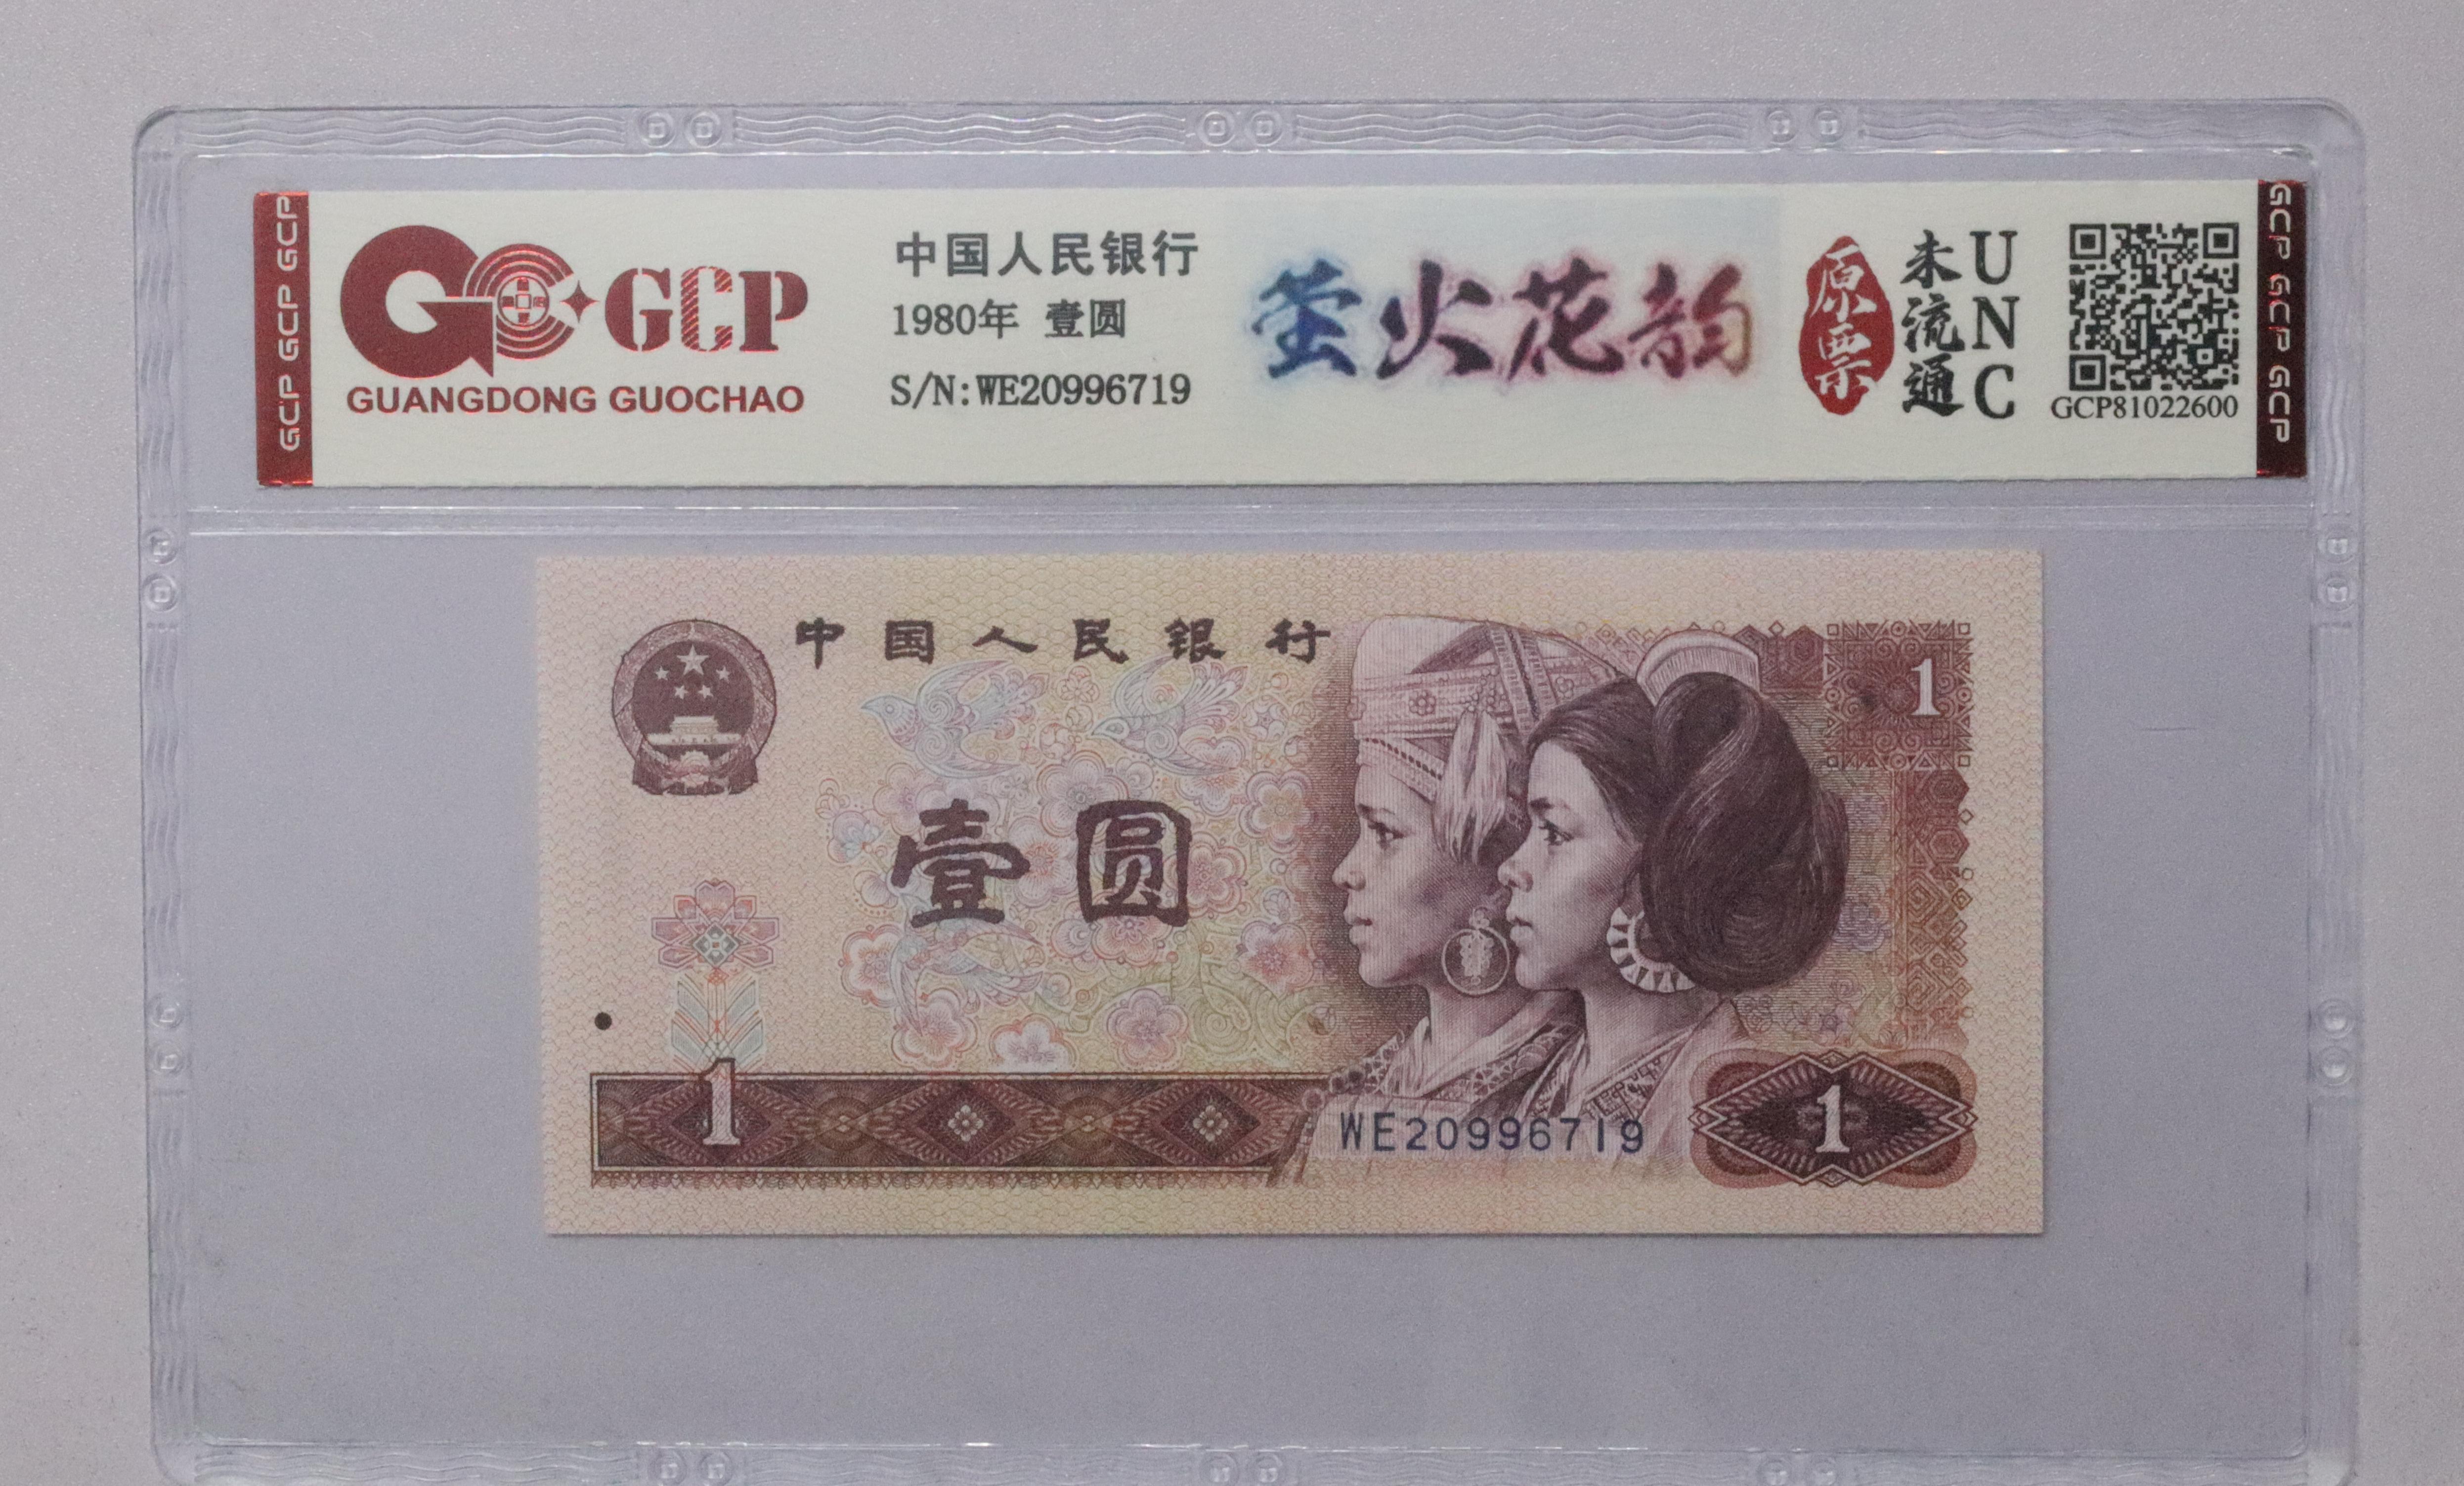 GCP GCP GCP
GCP
GUANGDONG GUOCHAO
中国人民银行
1980年 壹圆
S/N:WE20996719
萤火花韵
原票
未流通
UNC
GCP81022600
GCP GCP GCP
中国人民银行
1
壹圆
1
WE20996719
1